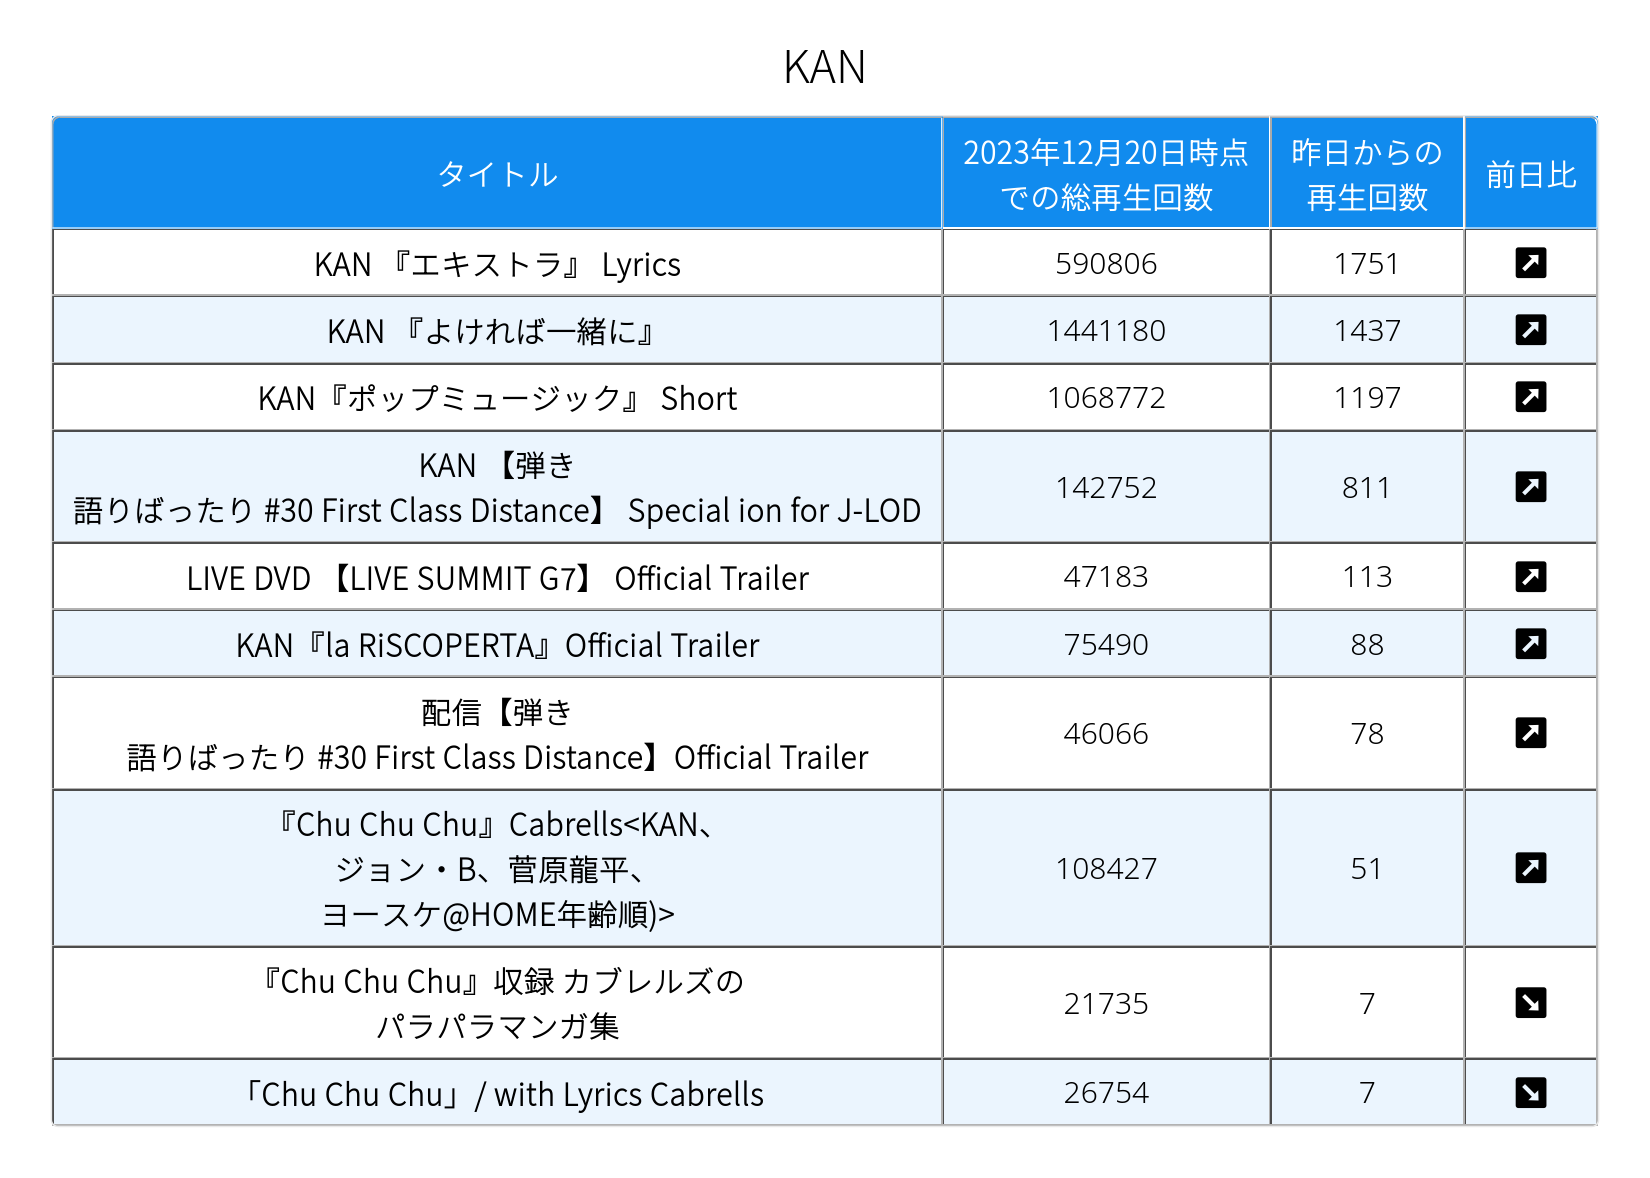 KAN
タイトル
2023年12月20日時点
での総再生回数
昨日からの
再生回数
前日比
KAN 『エキストラ』 Lyrics
590806
1751
KAN 『よければ一緒に』
1441180
1437
KAN『ポップミュージック』 Short
1068772
1197
KAN 【弾き
語りばったり #30 First Class Distance】 Special ion for J-LOD
142752
811
LIVE DVD 【LIVE SUMMIT G7】 Official Trailer
47183
113
KAN『la RiSCOPERTA』Official Trailer
75490
88
配信【弾き
語りばったり #30 First Class Distance】Official Trailer
46066
78
『Chu Chu Chu』Cabrells<KAN、
ジョン・B、菅原龍平、
ヨースケ@HOME年齢順)>
108427
51
『Chu Chu Chu』収録 カブレルズの
パラパラマンガ集
21735
7
「Chu Chu Chu」/ with Lyrics Cabrells
26754
7